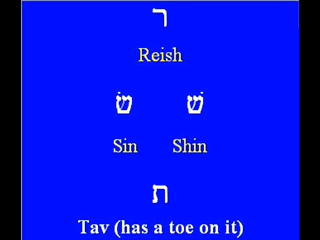 ר
Reish
שׂ שׁ
Sin Shin
ת
Tav (has a toe on it)